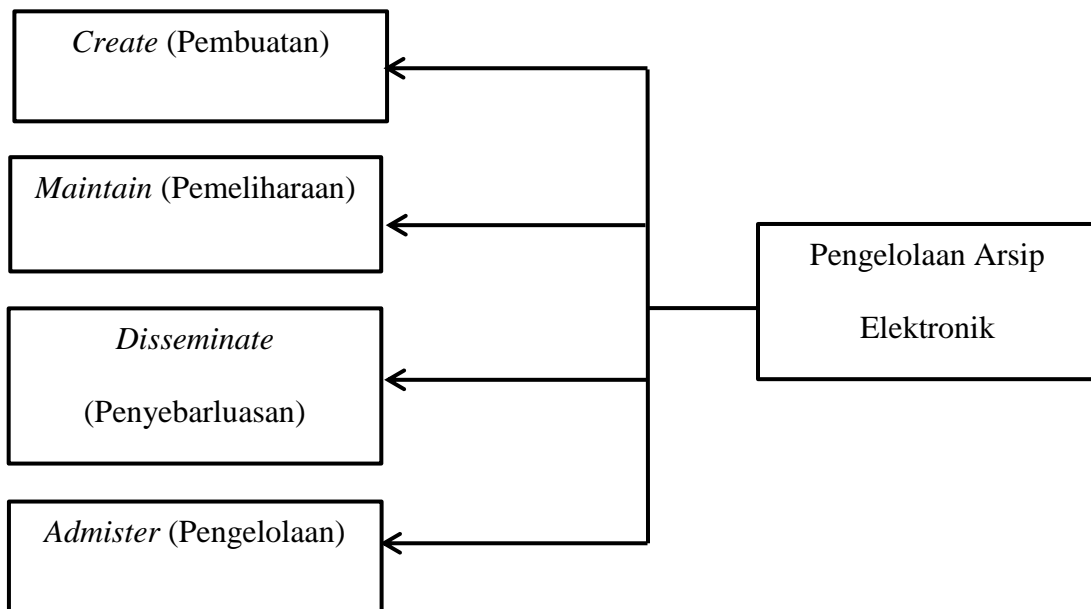 Create (Pembuatan)
Maintain (Pemeliharaan)
Disseminate
(Penyebarluasan)
Admister (Pengelolaan)
Pengelolaan Arsip
Elektronik